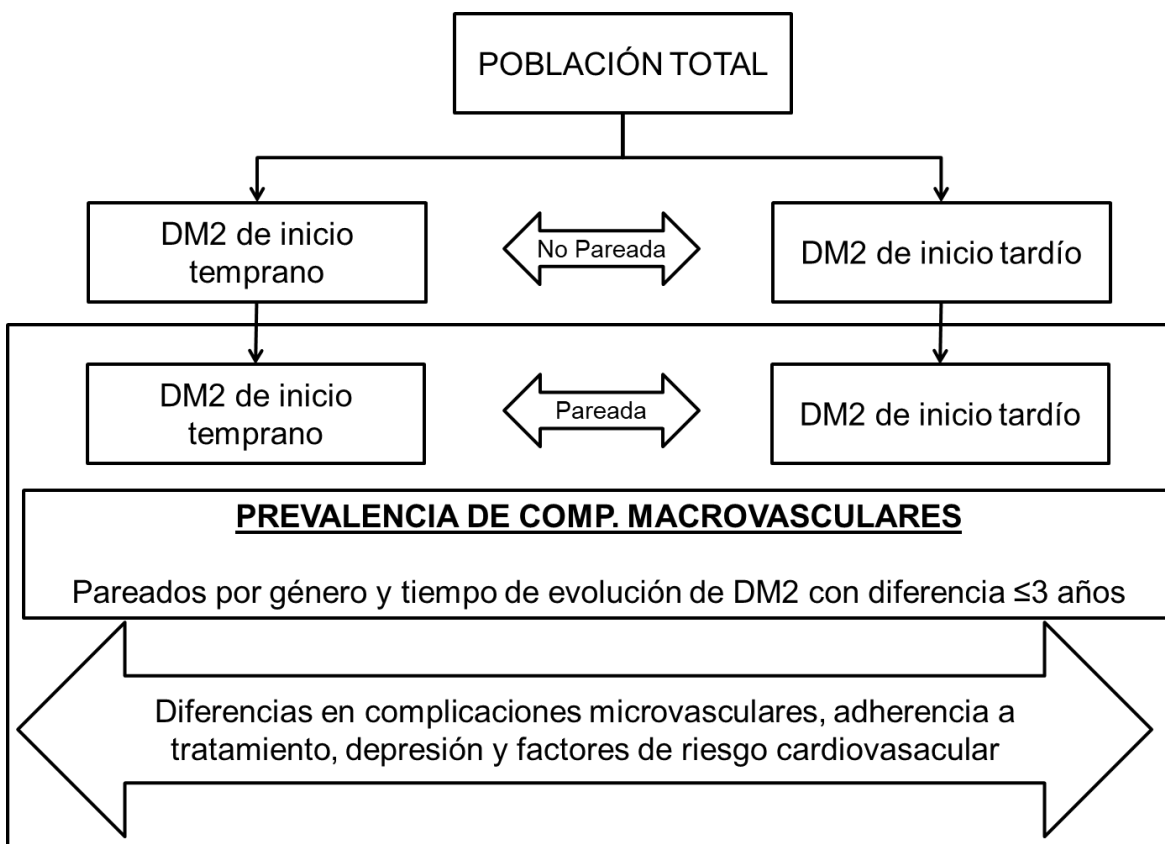 POBLACIÓN TOTAL
DM2 de inicio
temprano
No Pareada
DM2 de inicio tardío
DM2 de inicio
temprano
Pareada
DM2 de inicio tardío
PREVALENCIA DE COMP. MACROVASCULARES
Pareados por género y tiempo de evolución de DM2 con diferencia ≤3 años
Diferencias en complicaciones microvasculares, adherencia a
tratamiento, depresión y factores de riesgo cardiovasacular